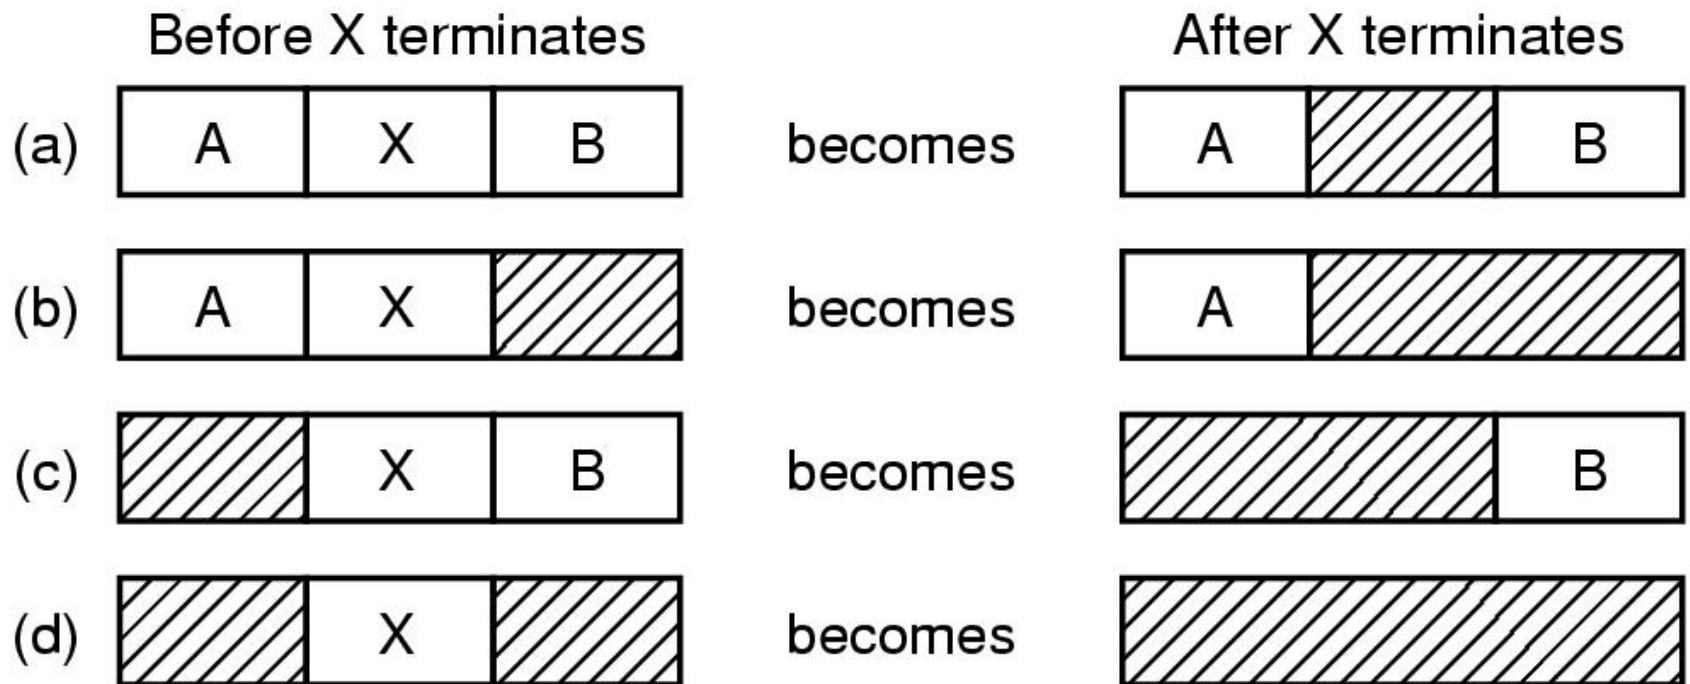 Before X terminates After X terminates
(a) A X B becomes A B
(b) A X becomes A
(c) X B becomes B
(d) X becomes